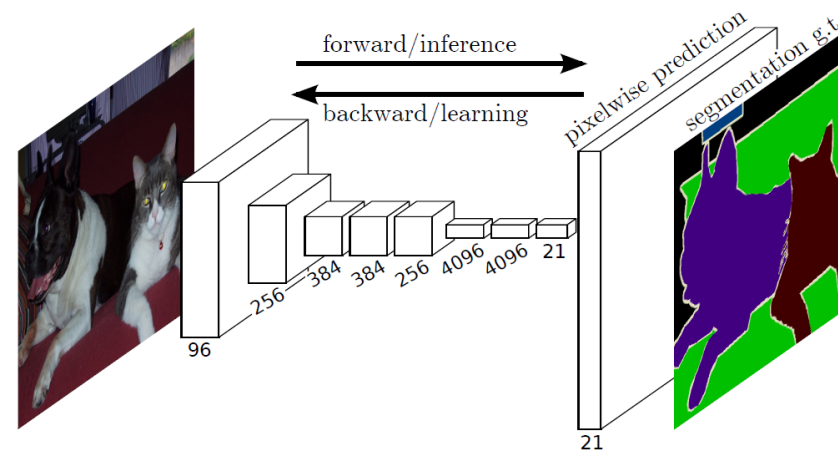 forward/inference
backward/learning
pixelwise prediction
segmentation g.t
96
256
384
384
256
4096
4096
21
21